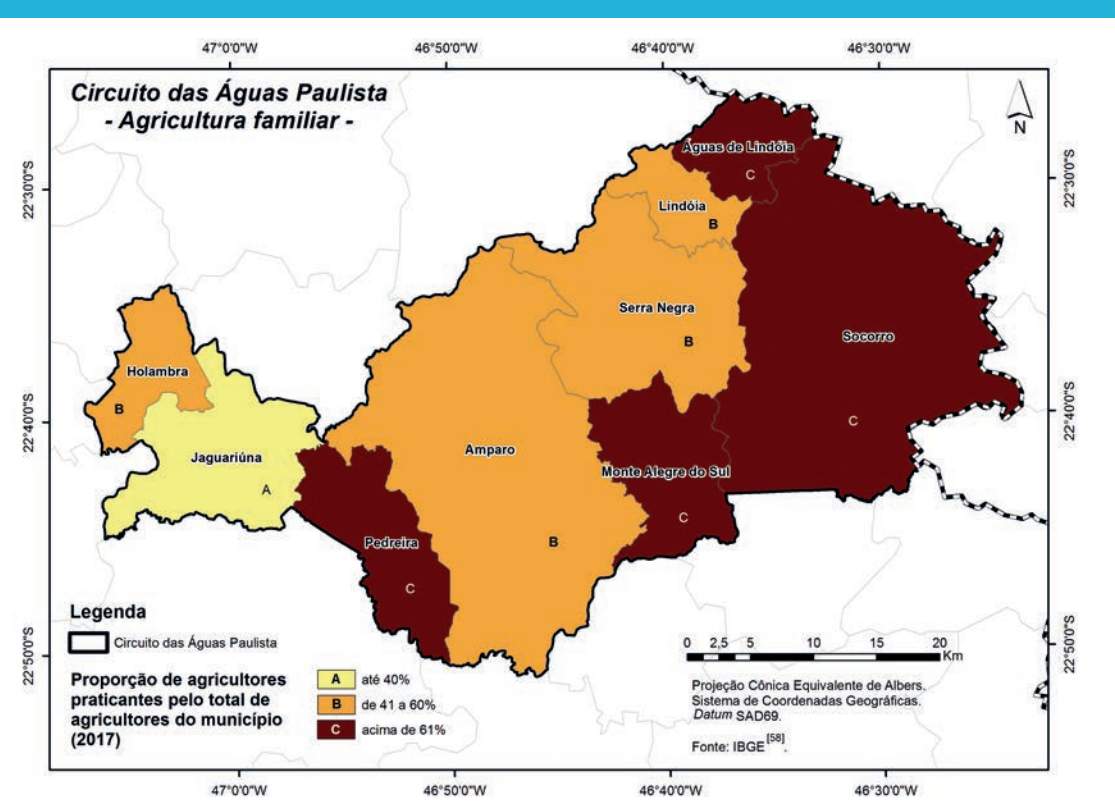 47°0'0"W 46°50'0"W 46°40'0"W 46°30'0"W
Circuito das Águas Paulista
- Agricultura familiar -
N
Águas de Lindóia
C
22°30'0"S 22°30'0"S
Lindóia
B
Serra Negra
B
Socorro
C
Holambra
B
22°40'0"S 22°40'0"S
Jaguariúna
A
Amparo
B
Monte Alegre do Sul
C
Pedreira
C
Legenda
Circuito das Águas Paulista
22°50'0"S 22°50'0"S
Proporção de agricultores
praticantes pelo total de
agricultores do município
(2017)
A até 40%
B de 41 a 60%
C acima de 61%
0 2,5 5 10 15 20
Km
Projeção Cônica Equivalente de Albers.
Sistema de Coordenadas Geográficas.
Datum SAD69.
Fonte: IBGE[58].
47°0'0"W 46°50'0"W 46°40'0"W 46°30'0"W